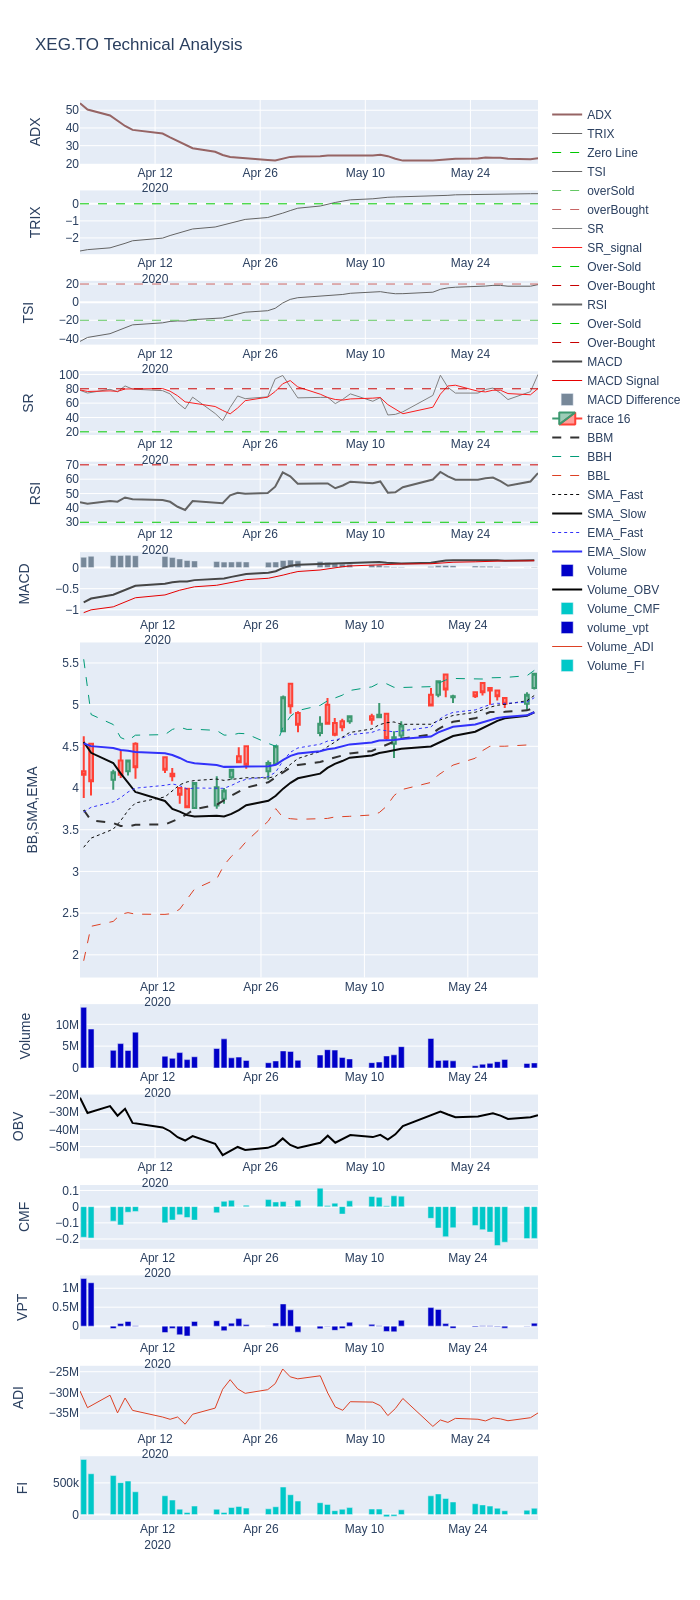 XEG.TO Technical Analysis
ADX
50
40
30
20
Apr 12
2020
Apr 26
May 10
May 24
TRIX
0
−1
−2
Apr 12
2020
Apr 26
May 10
May 24
TSI
20
0
−20
−40
Apr 12
2020
Apr 26
May 10
May 24
SR
100
80
60
40
20
Apr 12
2020
Apr 26
May 10
May 24
RSI
70
60
50
40
30
Apr 12
2020
Apr 26
May 10
May 24
MACD
0
−0.5
−1
Apr 12
2020
Apr 26
May 10
May 24
BB,SMA,EMA
5.5
5
4.5
4
3.5
3
2.5
2
Apr 12
2020
Apr 26
May 10
May 24
Volume
10M
5M
0
Apr 12
2020
Apr 26
May 10
May 24
OBV
−20M
−30M
−40M
−50M
Apr 12
2020
Apr 26
May 10
May 24
CMF
0.1
0
−0.1
−0.2
Apr 12
2020
Apr 26
May 10
May 24
VPT
1M
0.5M
0
Apr 12
2020
Apr 26
May 10
May 24
ADI
−25M
−30M
−35M
Apr 12
2020
Apr 26
May 10
May 24
FI
500k
0
Apr 12
2020
Apr 26
May 10
May 24
ADX
TRIX
Zero Line
TSI
overSold
overBought
SR
SR_signal
Over-Sold
Over-Bought
RSI
Over-Sold
Over-Bought
MACD
MACD Signal
MACD Difference
trace 16
BBM
BBH
BBL
SMA_Fast
SMA_Slow
EMA_Fast
EMA_Slow
Volume
Volume_OBV
Volume_CMF
volume_vpt
Volume_ADI
Volume_FI